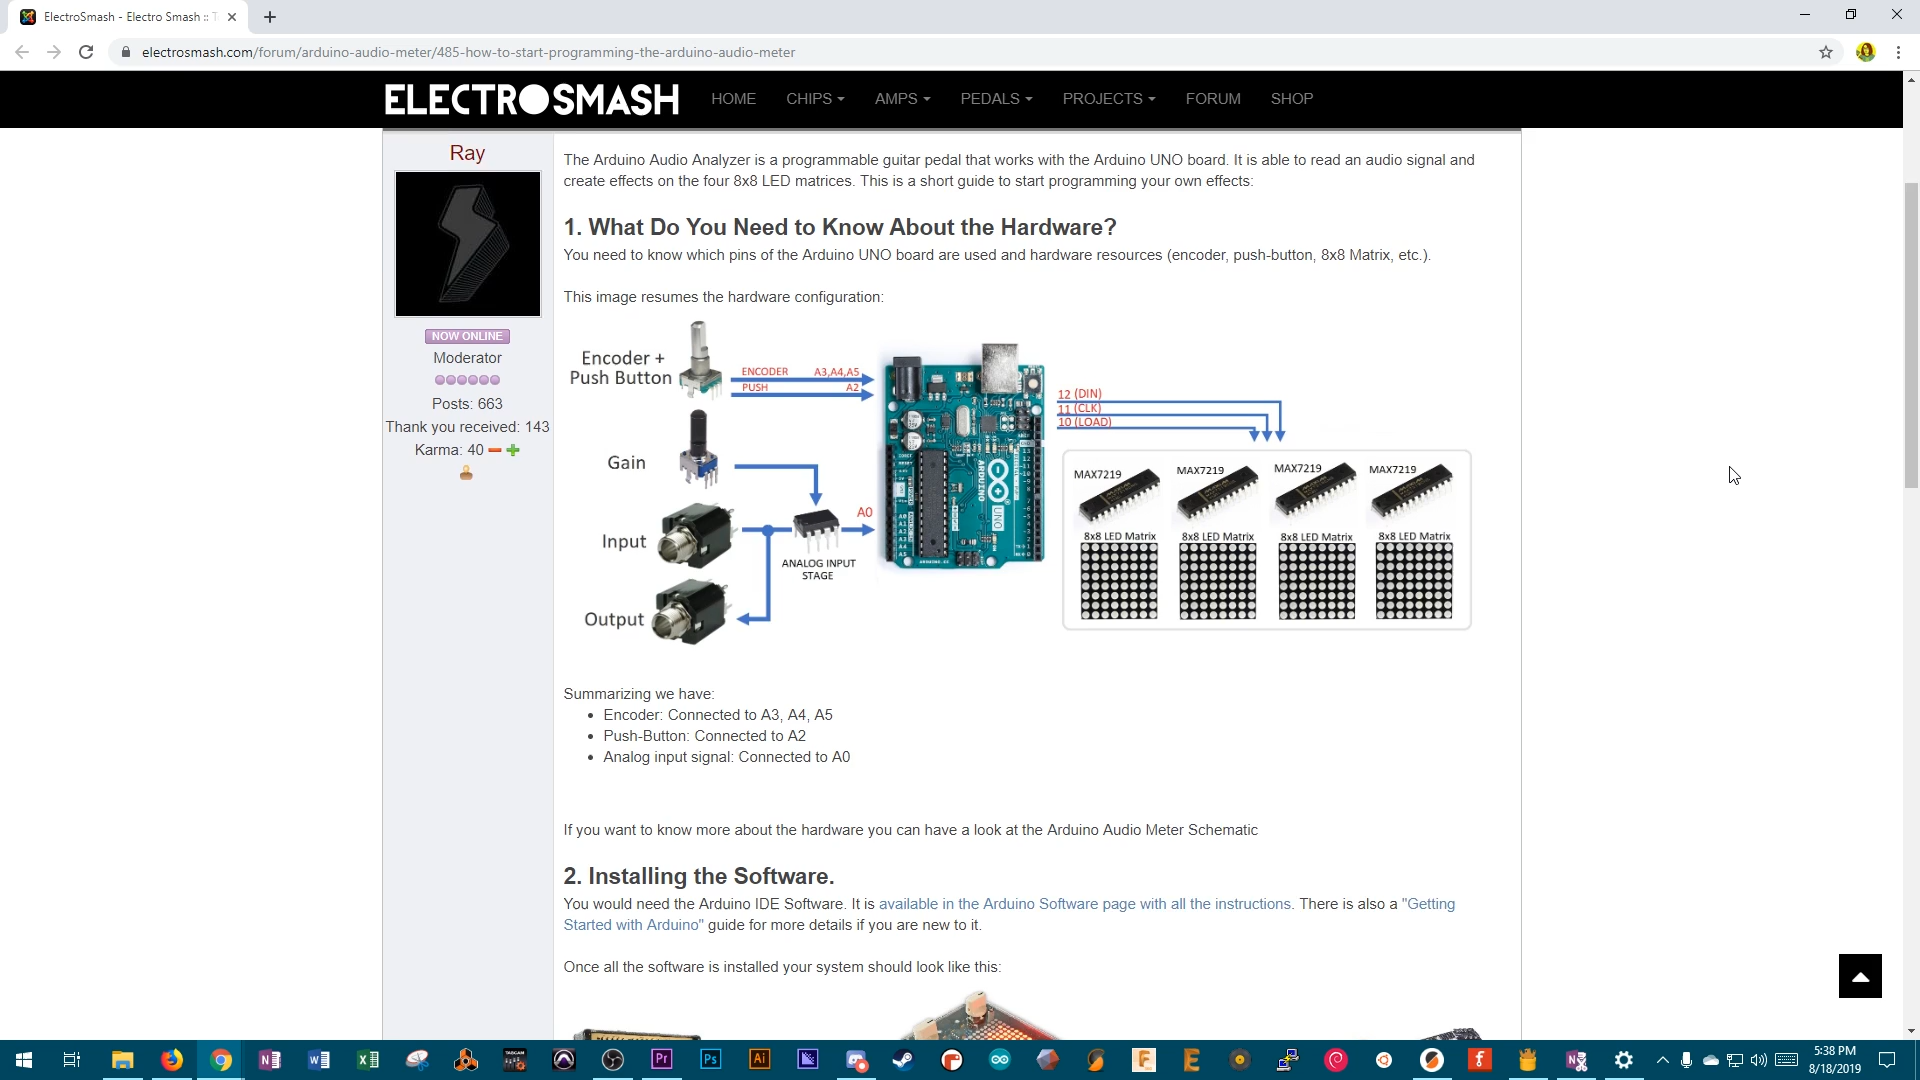 ElectroSmash - Electro Smash :: T
electrosmash.com/forum/arduino-audio-meter/485-how-to-start-programming-the-arduino-audio-meter
ELECTROSMASH
HOME CHIPS AMPS PEDALS PROJECTS FORUM SHOP
Ray
NOW ONLINE
Moderator
Posts: 663
Thank you received: 143
Karma: 40
The Arduino Audio Analyzer is a programmable guitar pedal that works with the Arduino UNO board. It is able to read an audio signal and
create effects on the four 8x8 LED matrices. This is a short guide to start programming your own effects:
1. What Do You Need to Know About the Hardware?
You need to know which pins of the Arduino UNO board are used and hardware resources (encoder, push-button, 8x8 Matrix, etc.).
This image resumes the hardware configuration:
Encoder +
Push Button
ENCODER A3,A4,A5
PUSH A2
Gain
Input
Output
A0
ANALOG INPUT
STAGE
ARDUINO
UNO
12 (DIN)
11 (CLK)
10 (LOAD)
MAX7219 MAX7219 MAX7219 MAX7219
8x8 LED Matrix 8x8 LED Matrix 8x8 LED Matrix 8x8 LED Matrix
Summarizing we have:
• Encoder: Connected to A3, A4, A5
• Push-Button: Connected to A2
• Analog input signal: Connected to A0
If you want to know more about the hardware you can have a look at the Arduino Audio Meter Schematic
2. Installing the Software.
You would need the Arduino IDE Software. It is available in the Arduino Software page with all the instructions. There is also a "Getting
Started with Arduino" guide for more details if you are new to it.
Once all the software is installed your system should look like this:
5:38 PM
8/18/2019